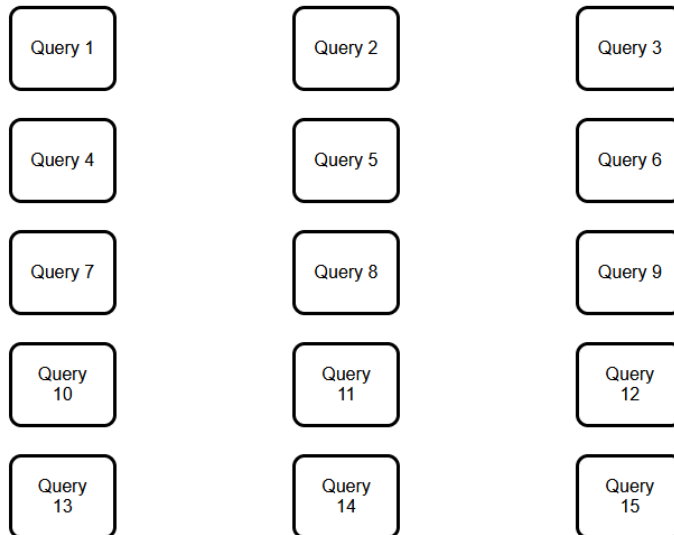 Query 1
Query 2
Query 3
Query 4
Query 5
Query 6
Query 7
Query 8
Query 9
Query
10
Query
11
Query
12
Query
13
Query
14
Query
15